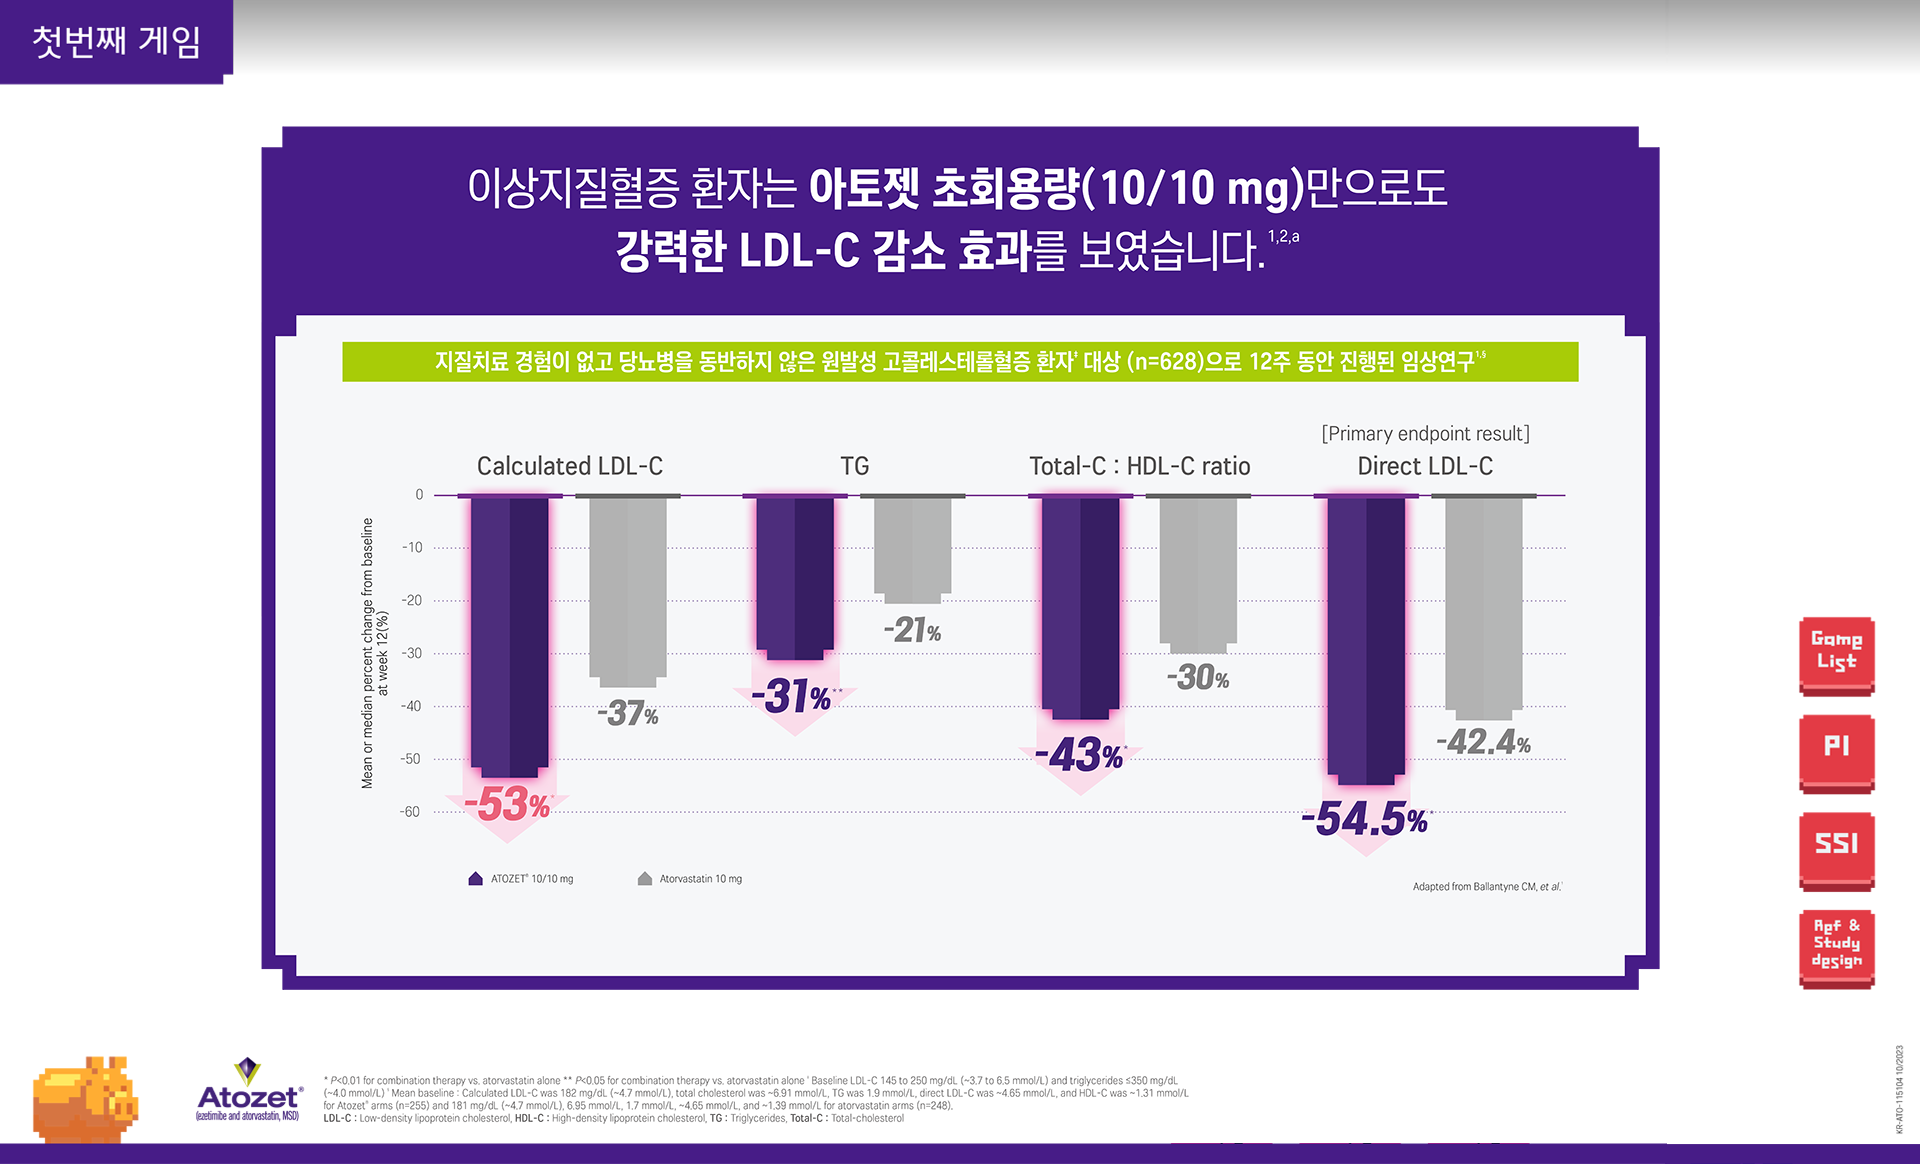 첫번째 게임
이상지질혈증 환자는 아토젯 초회용량(10/10 mg)만으로도
강력한 LDL-C 감소 효과를 보였습니다.1,2,a
지질치료 경험이 없고 당뇨병을 동반하지 않은 원발성 고콜레스테롤혈증 환자‡ 대상 (n=628)으로 12주 동안 진행된 임상연구1,§
[Primary endpoint result]
Calculated LDL-C
TG
Total-C : HDL-C ratio
Direct LDL-C
Mean or median percent change from baseline
at week 12(%)
0
-10
-20
-30
-40
-50
-60
-53%*
-37%
-31%**
-21%
-43%*
-30%
-54.5%*
-42.4%
ATOZET® 10/10 mg
Atorvastatin 10 mg
Adapted from Ballantyne CM, et al.1
Game
List
PI
SSI
Ref &
Study
design
Atozet®
(ezetimibe and atorvastatin, MSD)
* P<0.01 for combination therapy vs. atorvastatin alone ** P<0.05 for combination therapy vs. atorvastatin alone ‡ Baseline LDL-C 145 to 250 mg/dL (~3.7 to 6.5 mmol/L) and triglycerides ≤350 mg/dL
(~4.0 mmol/L) § Mean baseline : Calculated LDL-C was 182 mg/dL (~4.7 mmol/L), total cholesterol was ~6.91 mmol/L, TG was 1.9 mmol/L, direct LDL-C was ~4.65 mmol/L, and HDL-C was ~1.31 mmol/L
for Atozet® arms (n=255) and 181 mg/dL (~4.7 mmol/L), 6.95 mmol/L, 1.7 mmol/L, ~4.65 mmol/L, and ~1.39 mmol/L for atorvastatin arms (n=248).
LDL-C : Low-density lipoprotein cholesterol, HDL-C : High-density lipoprotein cholesterol, TG : Triglycerides, Total-C : Total-cholesterol
KR-ATO-115104 10/2023